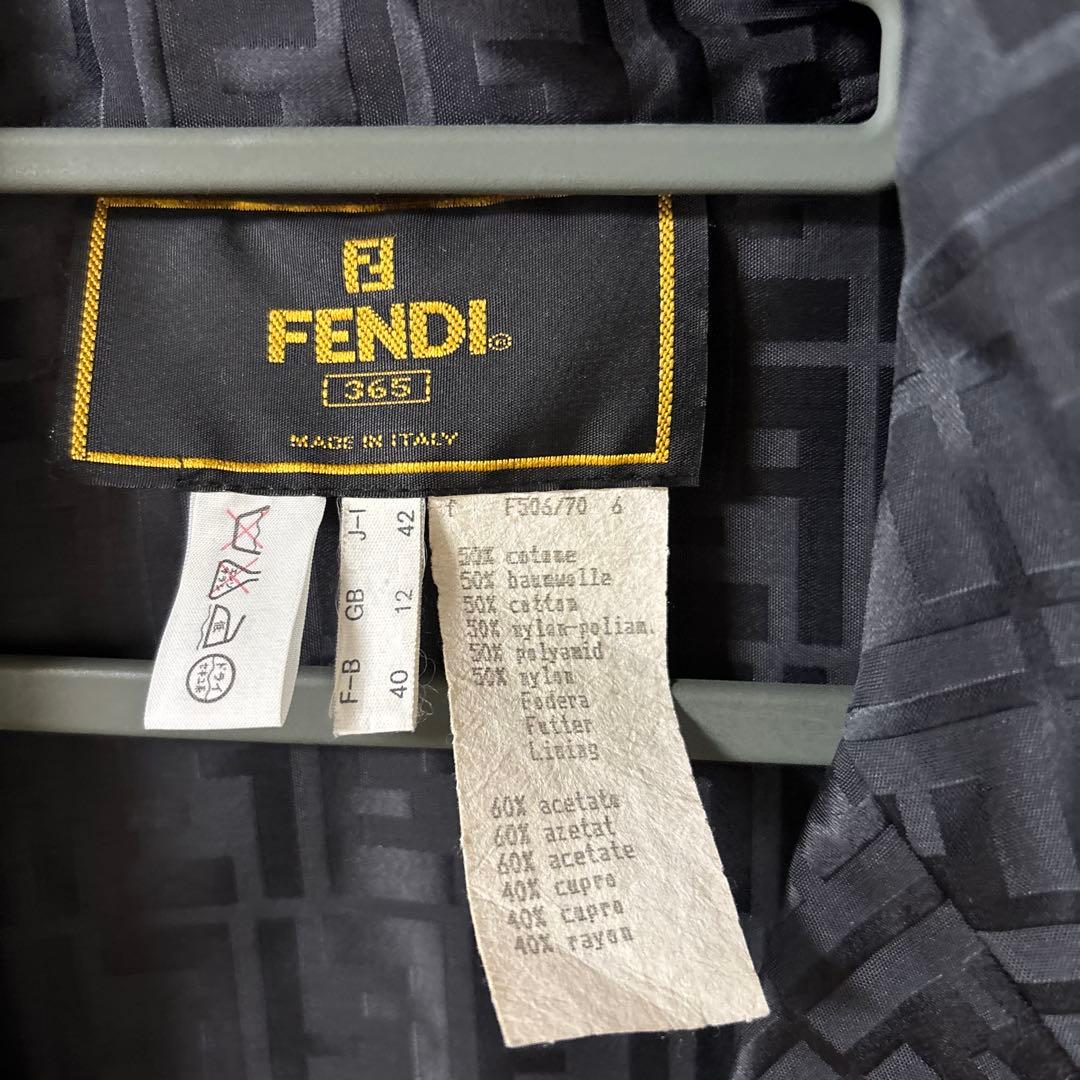 FENDI®
365
MADE IN ITALY
J-I 42
GB 12
F-B 40
f F506/70 6
50% cotone
50% baumwolle
50% cotton
50% nylon-poliam.
50% polyamid
50% nylon
Fodera
Futter
Lining
60% acetate
60% azetat
60% acetate
40% cupro
40% cupro
40% rayon